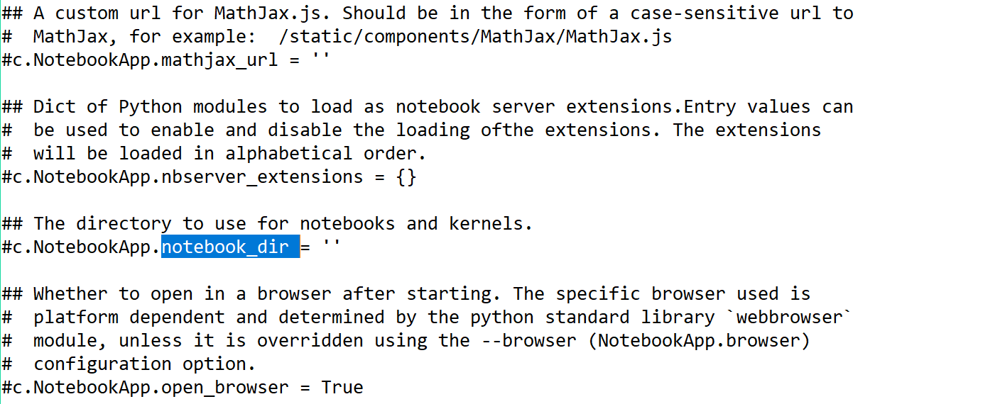 ## A custom url for MathJax.js. Should be in the form of a case-sensitive url to
#  MathJax, for example:  /static/components/MathJax/MathJax.js
#c.NotebookApp.mathjax_url = ''
## Dict of Python modules to load as notebook server extensions.Entry values can
#  be used to enable and disable the loading ofthe extensions. The extensions
#  will be loaded in alphabetical order.
#c.NotebookApp.nbserver_extensions = {}
## The directory to use for notebooks and kernels.
#c.NotebookApp.notebook_dir = ''
## Whether to open in a browser after starting. The specific browser used is
#  platform dependent and determined by the python standard library `webbrowser`
#  module, unless it is overridden using the --browser (NotebookApp.browser)
#  configuration option.
#c.NotebookApp.open_browser = True